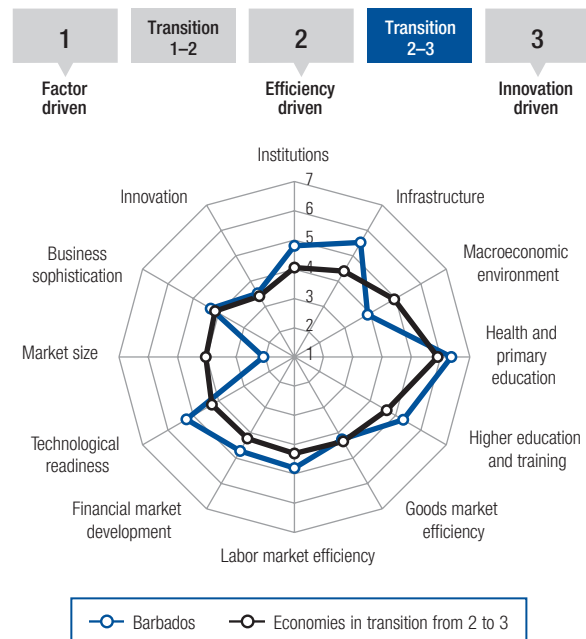 1
Transition
1–2
2
Transition
2–3
3
Factor
driven
Efficiency
driven
Innovation
driven
Institutions
Infrastructure
Macroeconomic
environment
Health and
primary
education
Higher education
and training
Goods market
efficiency
Labor market efficiency
Financial market
development
Technological
readiness
Market size
Business
sophistication
Innovation
7
6
5
4
3
2
1
Barbados
Economies in transition from 2 to 3